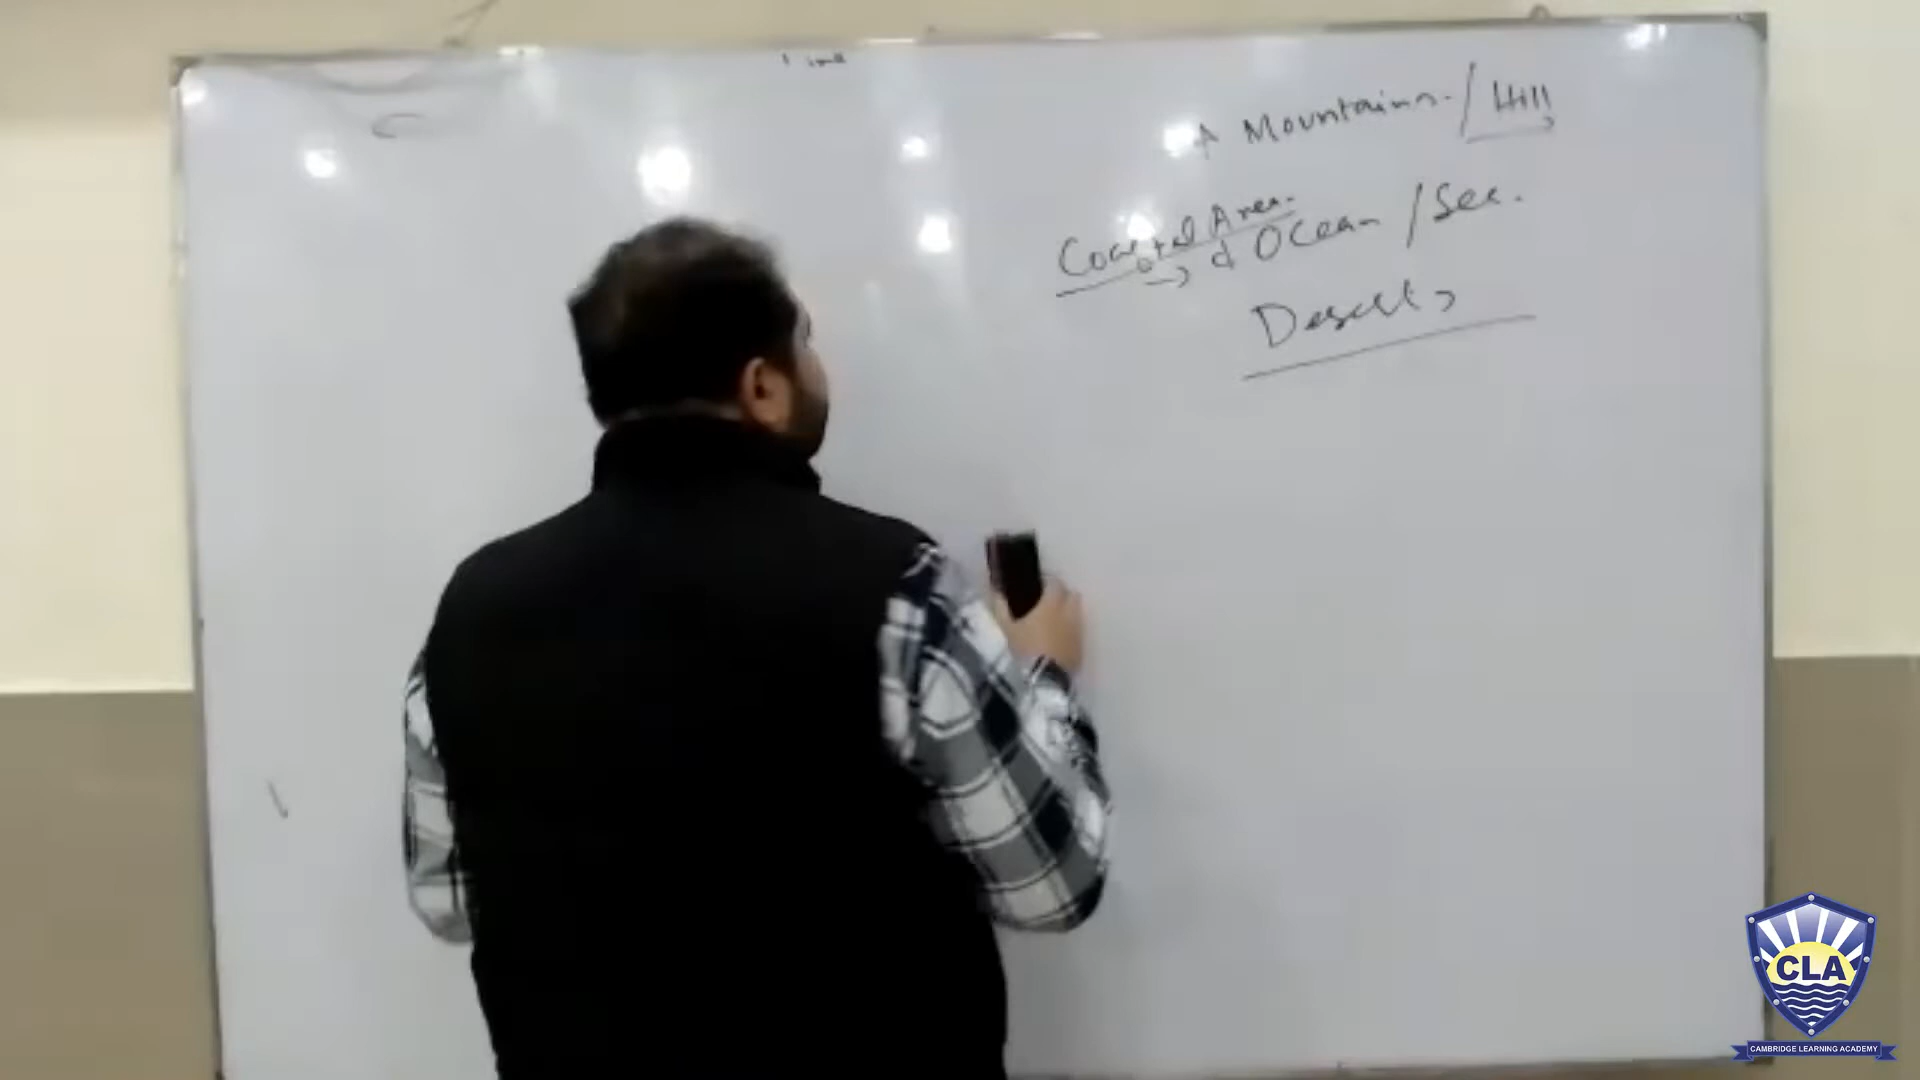 Mountains. / Hill
Coastal Area.
→ & Ocean / Sea.
Desert,
CLA
CAMBRIDGE LEARNING ACADEMY